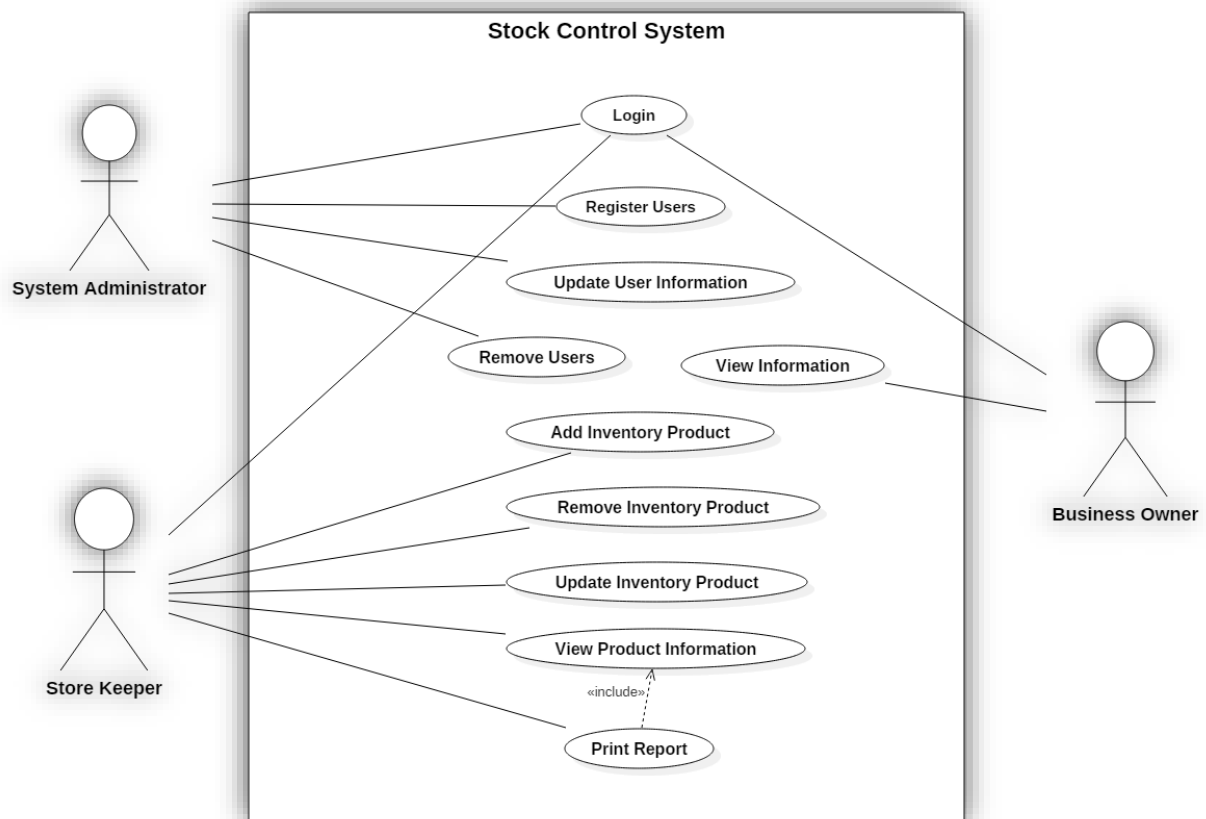 Stock Control System
Login
Register Users
System Administrator
Update User Information
Remove Users
View Information
Add Inventory Product
Remove Inventory Product
Business Owner
Update Inventory Product
View Product Information
Store Keeper
«include»
Print Report